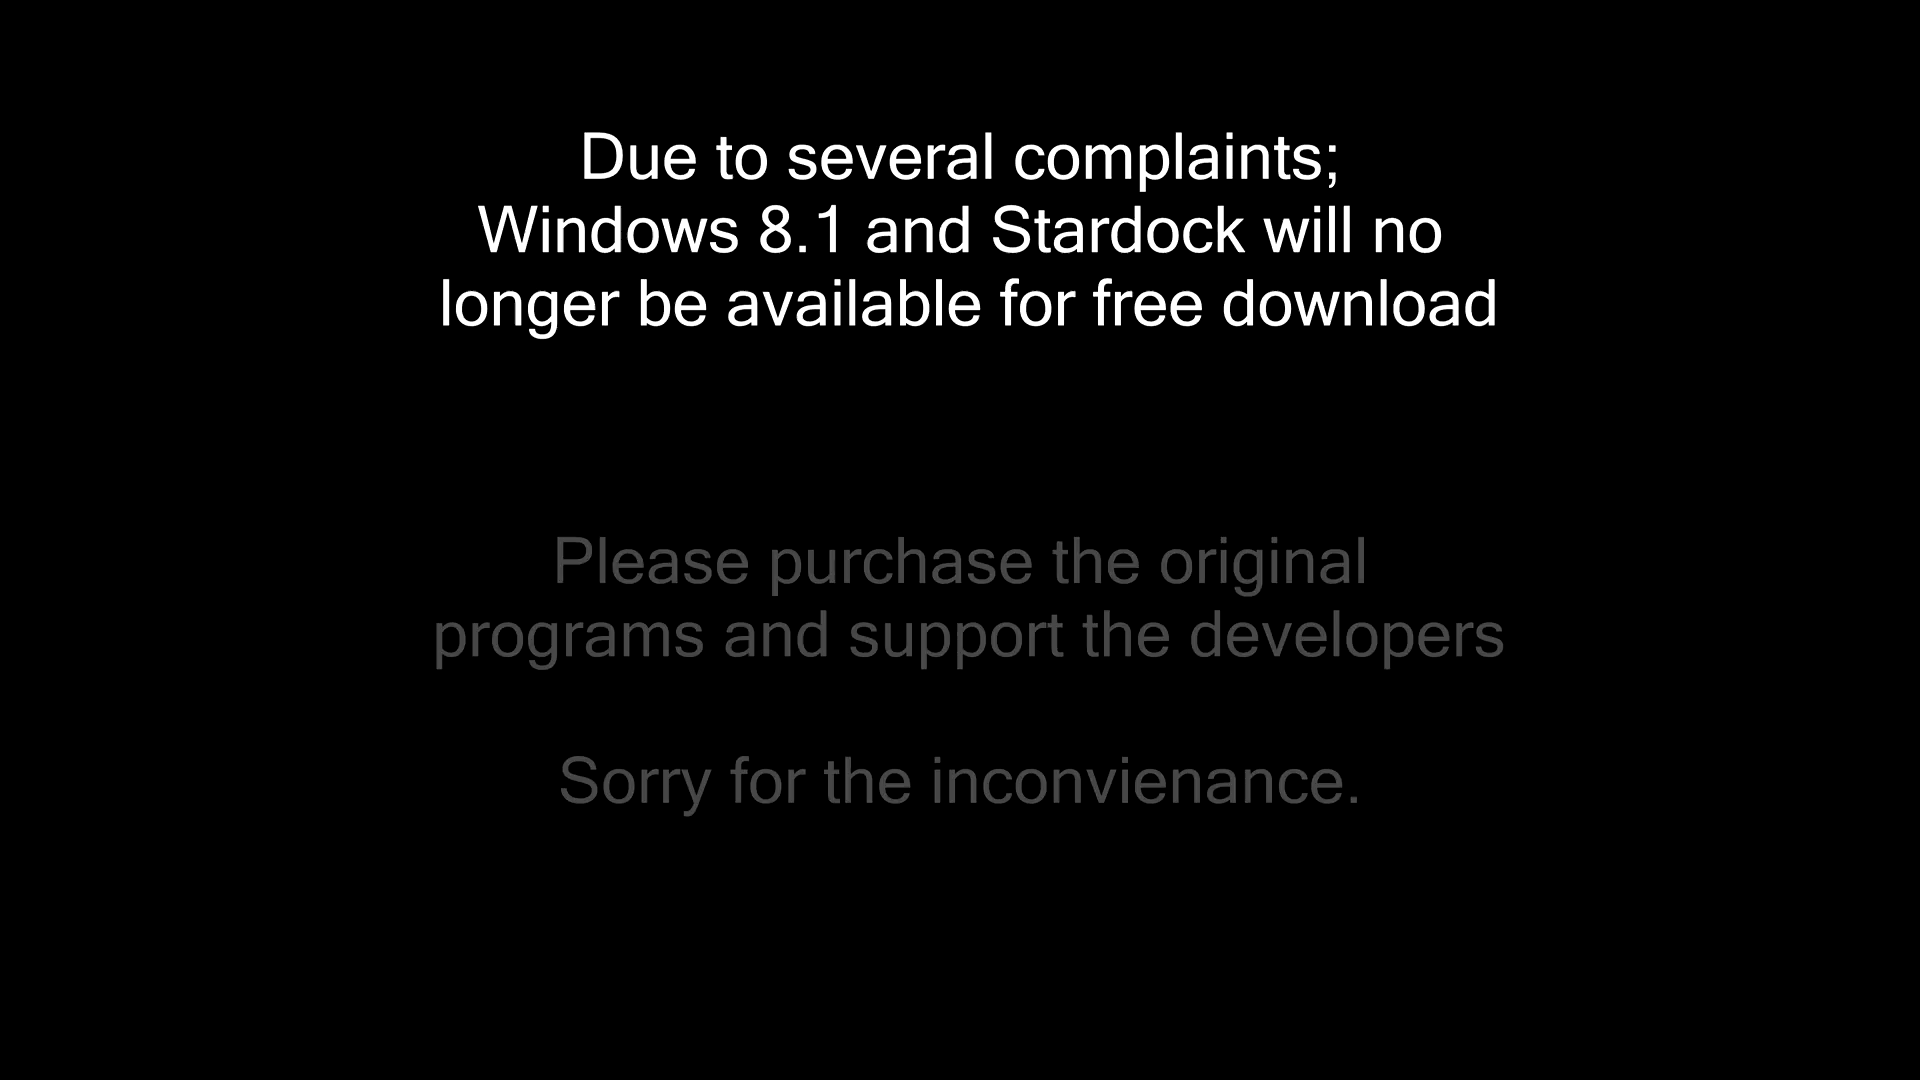 Due to several complaints;
Windows 8.1 and Stardock will no
longer be available for free download
Please purchase the original
programs and support the developers
Sorry for the inconvienance.